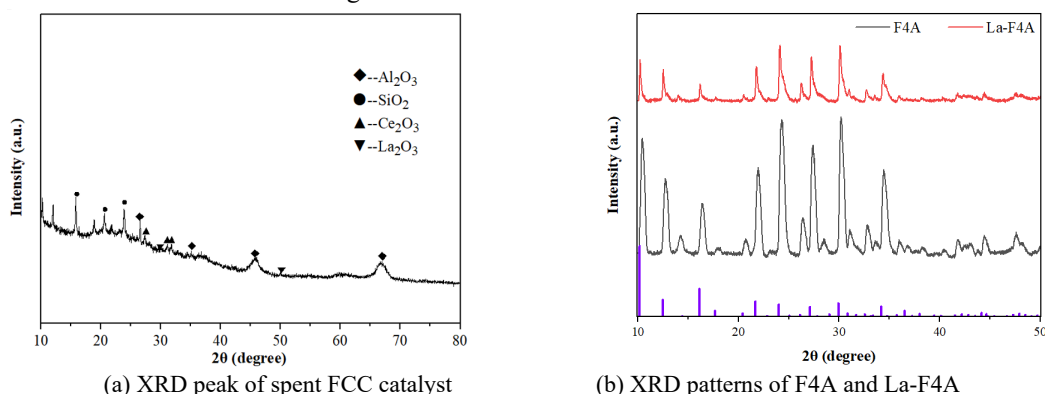 Intensity (a.u.)
◆--Al₂O₃
●--SiO₂
▲--Ce₂O₃
▼--La₂O₃
10 20 30 40 50 60 70 80
2θ (degree)
(a) XRD peak of spent FCC catalyst
F4A La-F4A
Intensity (a.u.)
10 20 30 40 50
2θ (degree)
(b) XRD patterns of F4A and La-F4A